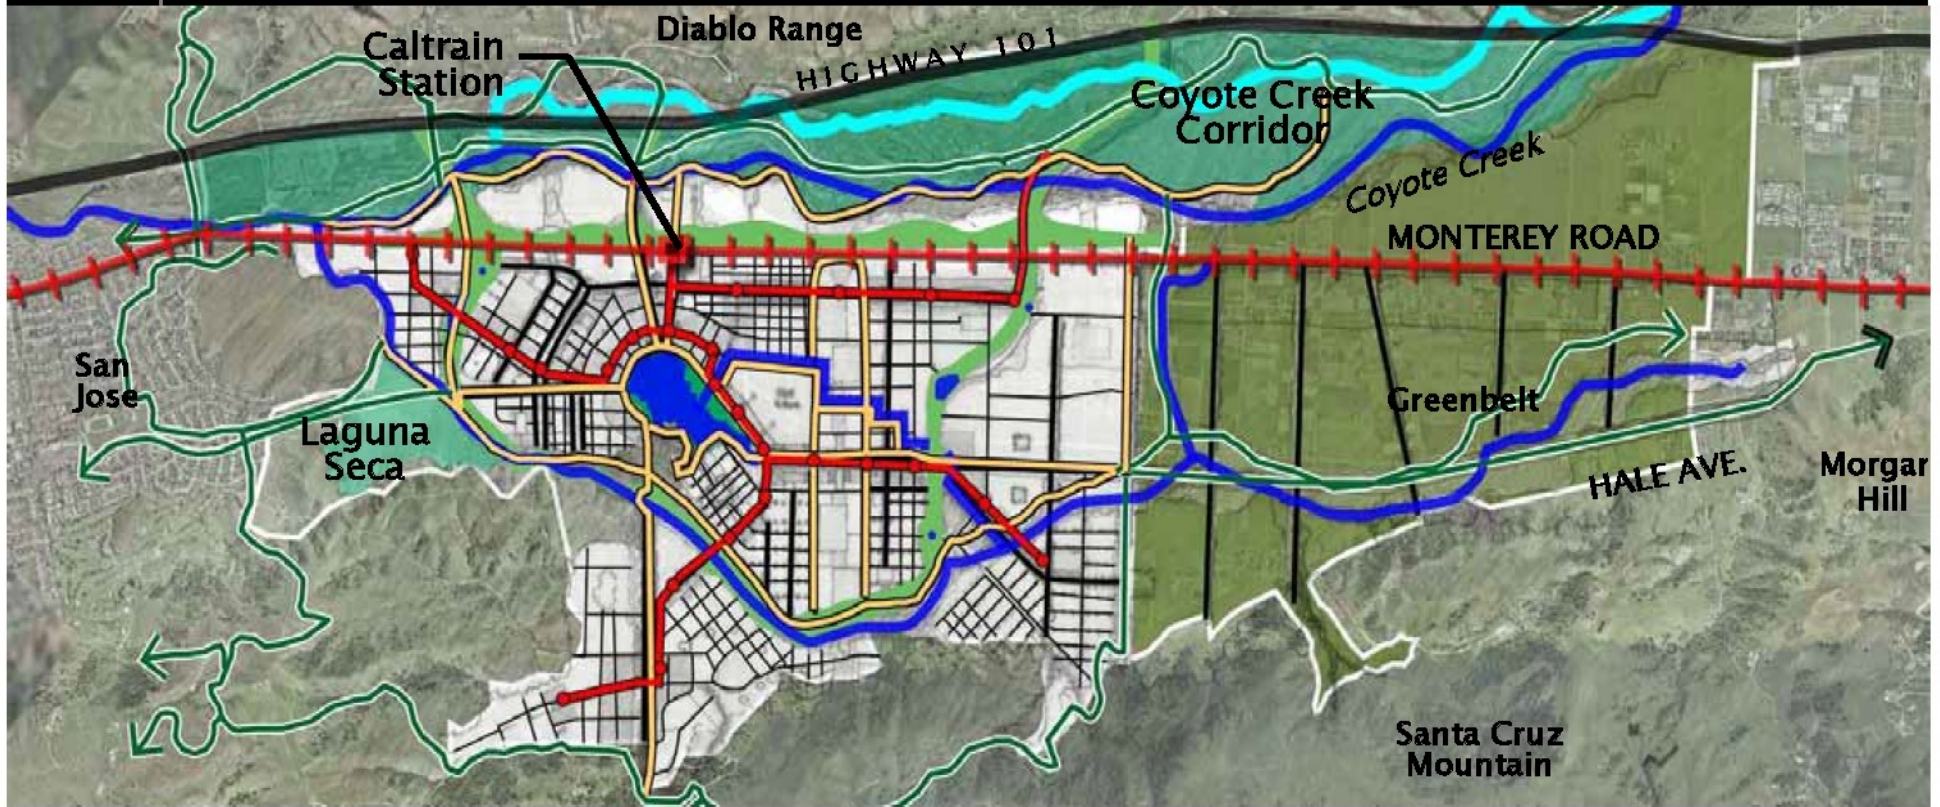 Diablo Range
Caltrain
Station
HIGHWAY 101
Coyote Creek
Corridor
Coyote Creek
MONTEREY ROAD
San
Jose
Laguna
Seca
Greenbelt
HALE AVE.
Morgar
Hill
Santa Cruz
Mountain